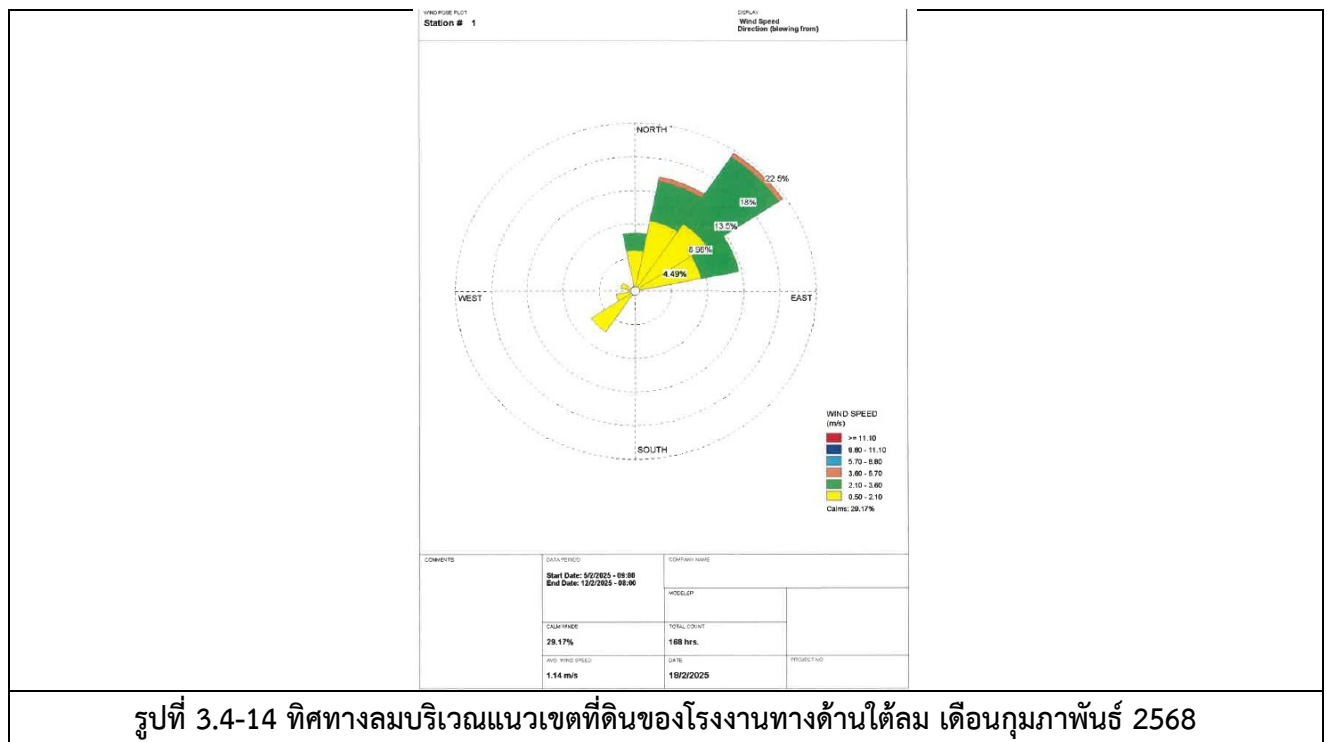 WIND ROSE PLOT
Station # 1
DISPLAY
Wind Speed
Direction (blowing from)
NORTH
22.5%
18%
13.5%
8.98%
4.49%
WEST
EAST
SOUTH
WIND SPEED
(m/s)
>= 11.10
8.80 - 11.10
5.70 - 8.80
3.60 - 5.70
2.10 - 3.60
0.50 - 2.10
Calms: 29.17%
COMMENTS
DATA PERIOD
Start Date: 5/2/2025 - 09:00
End Date: 12/2/2025 - 08:00
COMPANY NAME
MODELER
CALM WINDS
29.17%
TOTAL COUNT
168 hrs.
AVG. WIND SPEED
1.14 m/s
DATE
18/2/2025
PROJECT NO.
รูปที่ 3.4-14 ทิศทางลมบริเวณแนวเขตที่ดินของโรงงานทางด้านใต้ลม เดือนกุมภาพันธ์ 2568